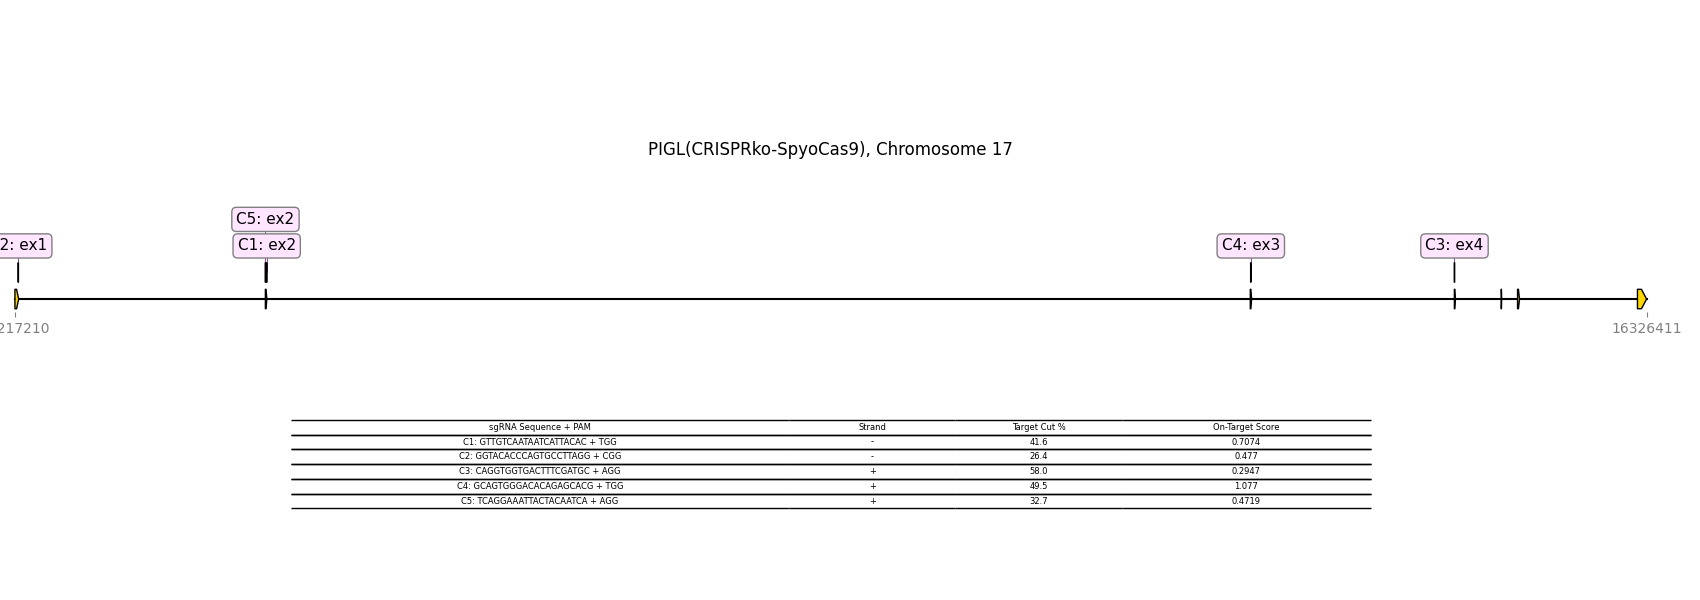 PIGL(CRISPRko-SpyoCas9), Chromosome 17
C5: ex2
2: ex1
C1: ex2
C4: ex3
C3: ex4
217210
16326411
sgRNA Sequence + PAM Strand Target Cut % On-Target Score
C1: GTTGTCAATAATCATTACAC + TGG - 41.6 0.7074
C2: GGTACACCCAGTGCCTTAGG + CGG - 26.4 0.477
C3: CAGGTGGTGACTTTCGATGC + AGG + 58.0 0.2947
C4: GCAGTGGGACACAGAGCACG + TGG + 49.5 1.077
C5: TCAGGAAATTACTACAATCA + AGG + 32.7 0.4719